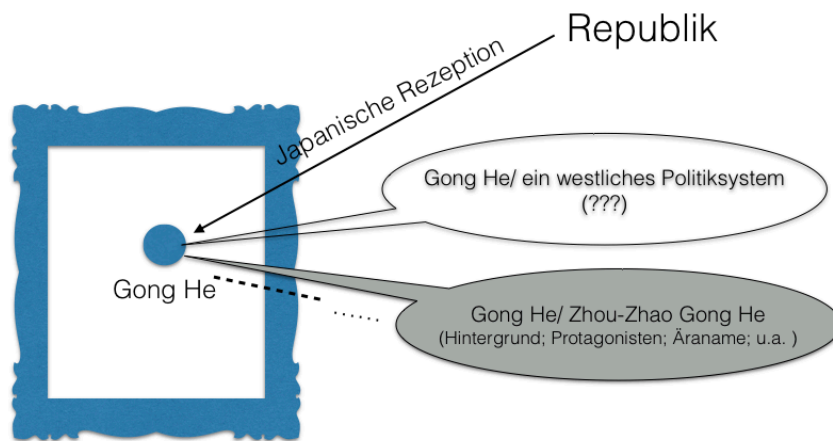 Republik
Japanische Rezeption
Gong He/ ein westliches Politiksystem
(???)
Gong He
Gong He/ Zhou-Zhao Gong He
(Hintergrund; Protagonisten; Äraname; u.a. )